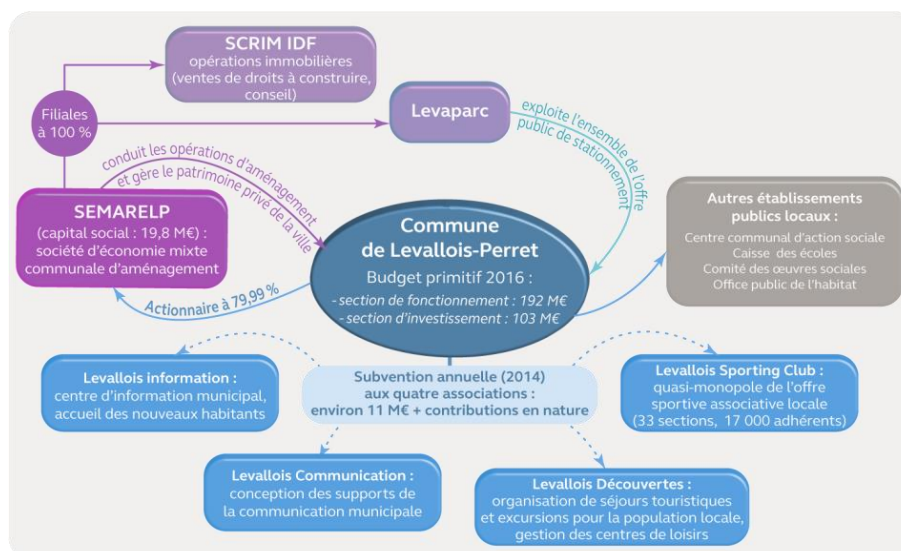 SCRIM IDF
opérations immobilières
(ventes de droits à construire,
conseil)
Filiales
à 100 %
Levaparc
exploite l'ensemble de l'offre
public de stationnement
conduit les opérations d'aménagement
et gère le patrimoine privé de la ville
SEMARELP
(capital social : 19,8 M€) :
société d'économie mixte
communale d'aménagement
Actionnaire à 79,99 %
Commune
de Levallois-Perret
Budget primitif 2016 :
- section de fonctionnement : 192 M€
- section d'investissement : 103 M€
Autres établissements
publics locaux :
Centre communal d'action sociale
Caisse des écoles
Comité des œuvres sociales
Office public de l'habitat
Levallois information :
centre d'information municipal,
accueil des nouveaux habitants
Subvention annuelle (2014)
aux quatre associations :
environ 11 M€ + contributions en nature
Levallois Sporting Club :
quasi-monopole de l'offre
sportive associative locale
(33 sections, 17 000 adhérents)
Levallois Communication :
conception des supports de
la communication municipale
Levallois Découvertes :
organisation de séjours touristiques
et excursions pour la population locale,
gestion des centres de loisirs